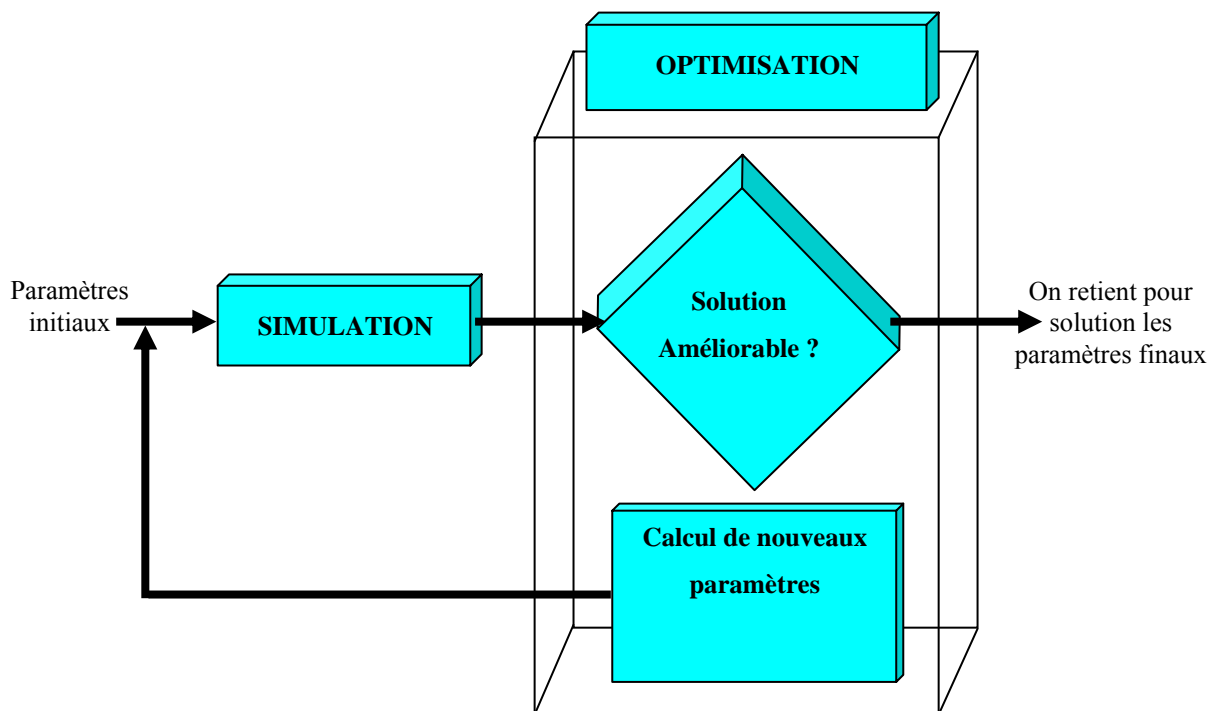 OPTIMISATION
Paramètres
initiaux
SIMULATION
Solution
Améliorable ?
On retient pour
solution les
paramètres finaux
Calcul de nouveaux
paramètres